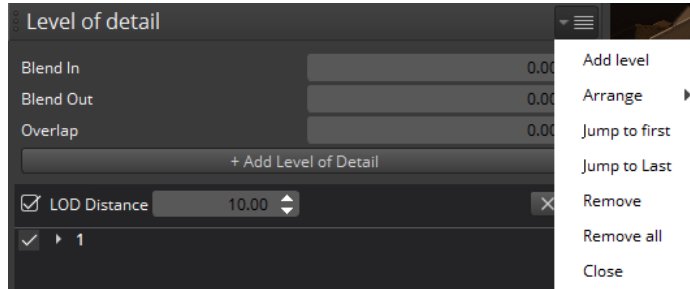 Level of detail
Blend In 0.00
Blend Out 0.00
Overlap 0.00
+ Add Level of Detail
LOD Distance 10.00
1
Add level
Arrange
Jump to first
Jump to Last
Remove
Remove all
Close